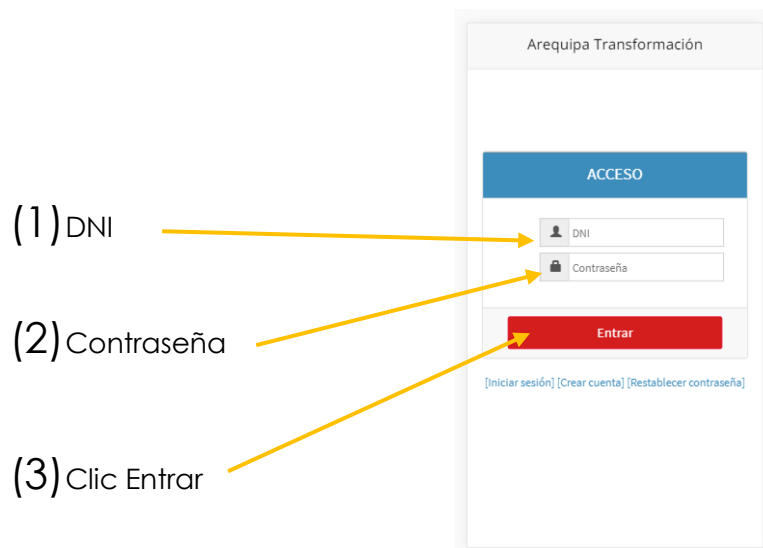 Arequipa Transformación
ACCESO
(1) DNI
DNI
Contraseña
(2) Contraseña
Entrar
[Iniciar sesión] [Crear cuenta] [Restablecer contraseña]
(3) Clic Entrar